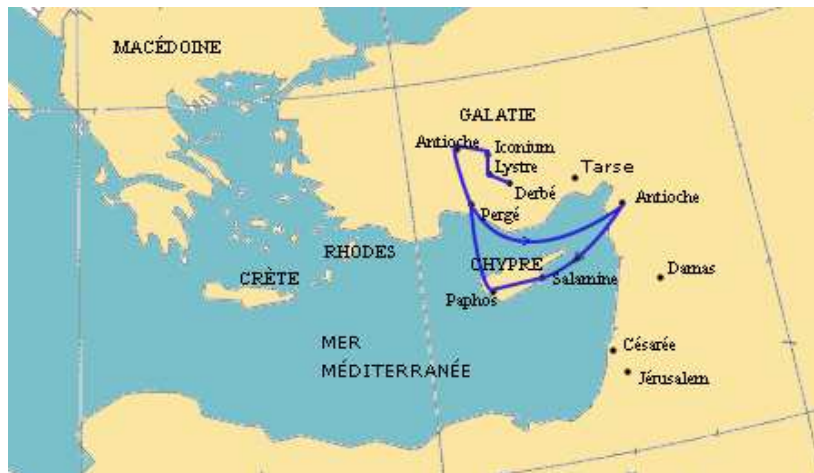 MACÉDOINE
GALATIE
Antioche
Iconium
Lystre
Tarse
Derbé
Antioche
Pergé
RHODES
CHYPRE
CRÈTE
Salamine
Damas
Paphos
MER
MÉDITERRANÉE
Césarée
Jérusalem